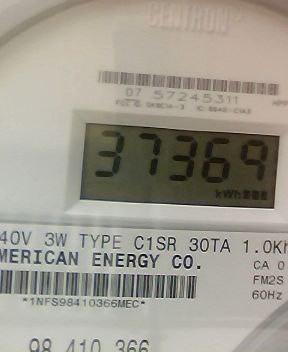 CENTRON
07 57245311
37369
kWh
40V 3W TYPE C1SR 30TA 1.0Kh
MERICAN ENERGY CO.
CA 0
FM2S
60Hz
*1NFS98410366MEC*
98 410 366